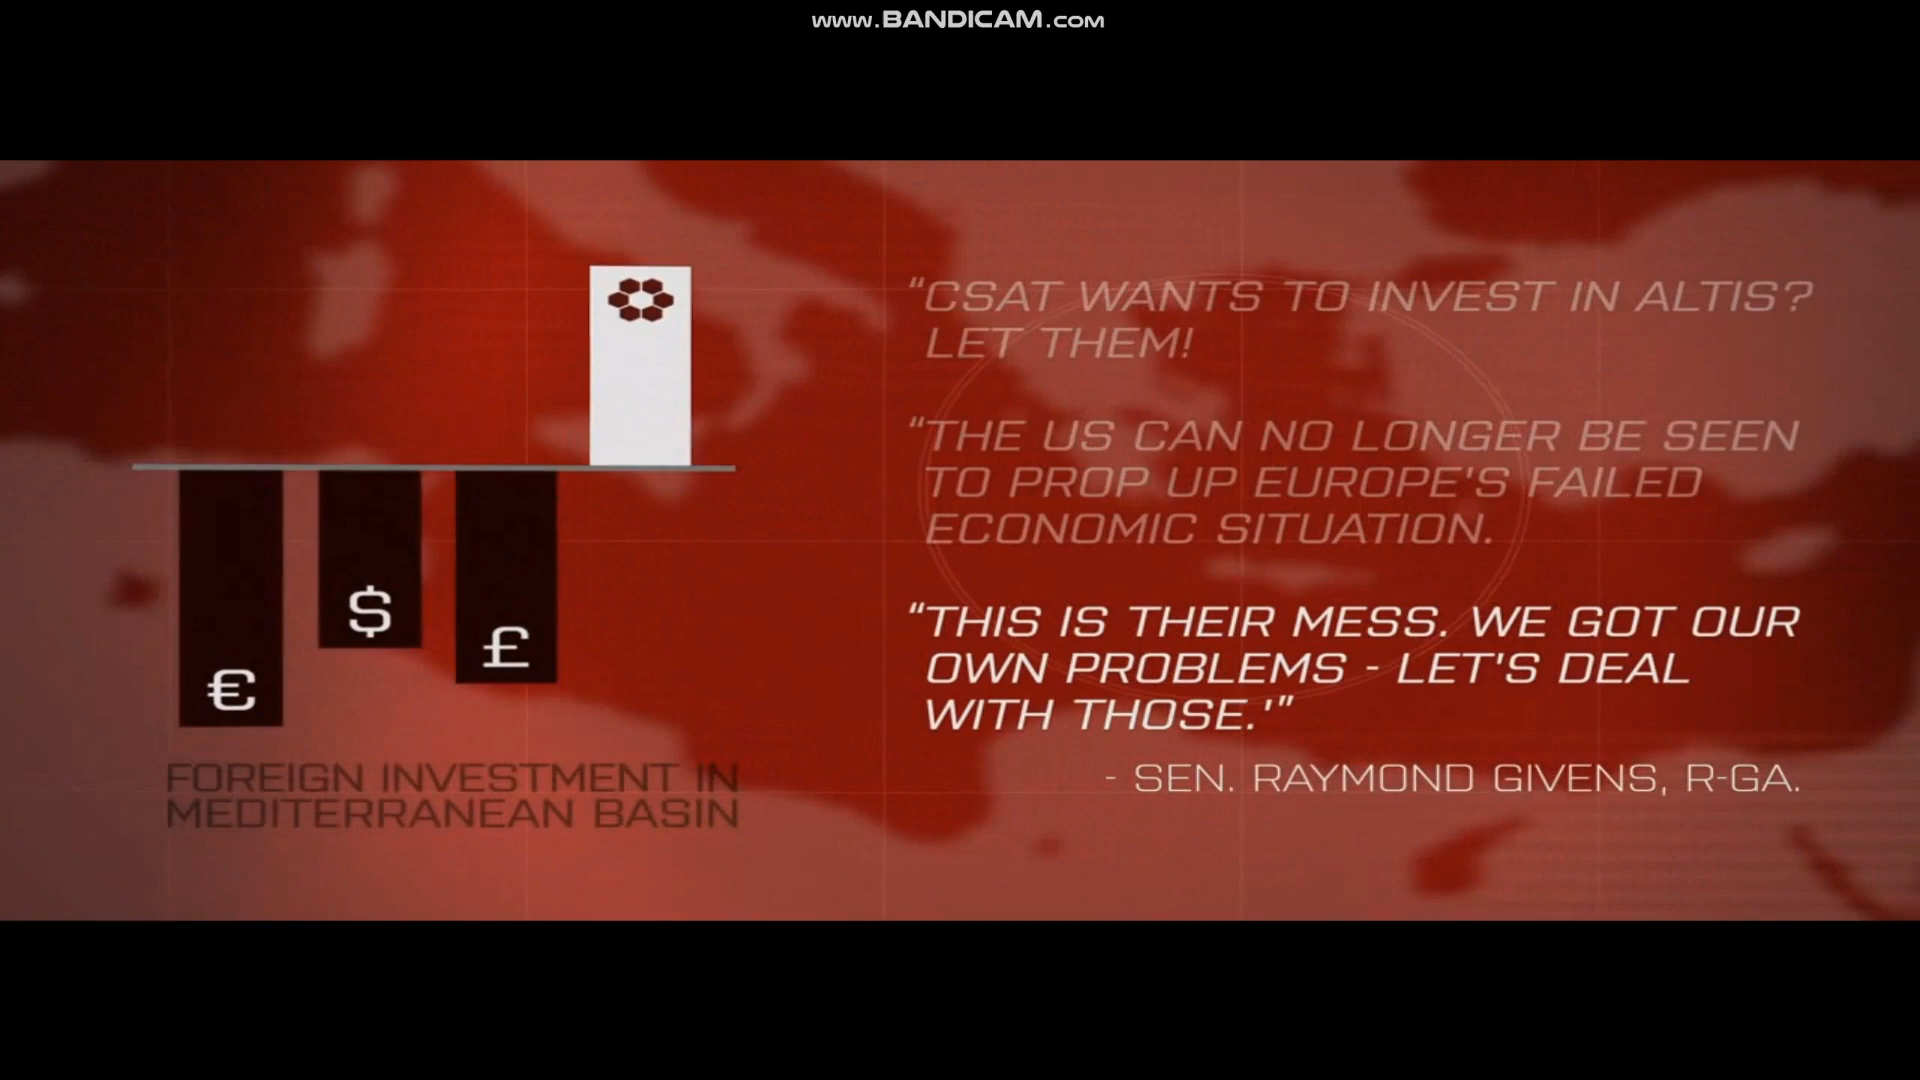 www.BANDICAM.com
“CSAT WANTS TO INVEST IN ALTIS?
LET THEM!
“THE US CAN NO LONGER BE SEEN
TO PROP UP EUROPE'S FAILED
ECONOMIC SITUATION.
“THIS IS THEIR MESS. WE GOT OUR
OWN PROBLEMS - LET'S DEAL
WITH THOSE.'”
- SEN. RAYMOND GIVENS, R-GA.
€
$
£
FOREIGN INVESTMENT IN
MEDITERRANEAN BASIN